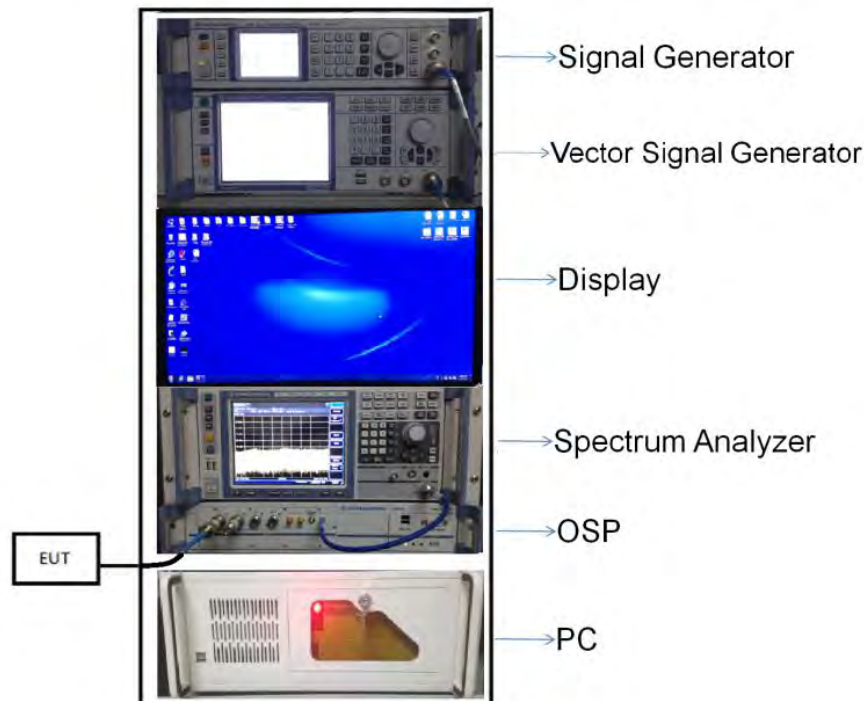 Signal Generator
Vector Signal Generator
Display
Spectrum Analyzer
OSP
EUT
PC